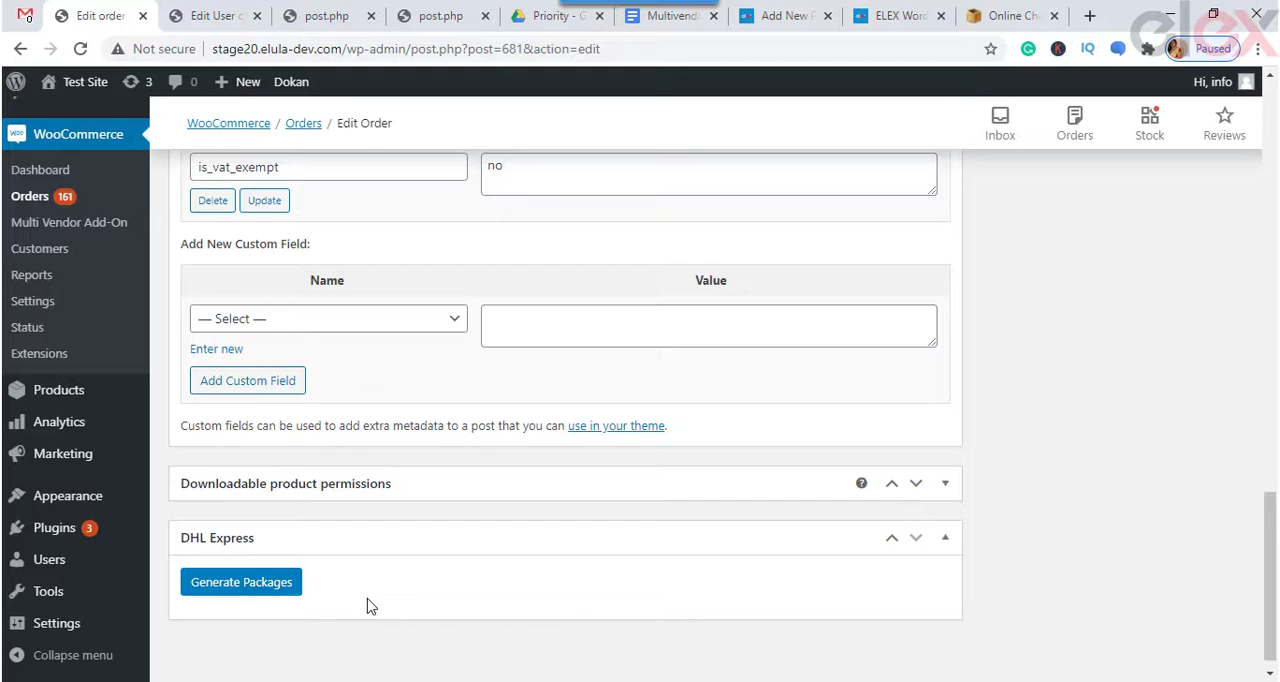 Edit order
Edit User c
post.php
post.php
Priority - G
Multivend
Add New P
ELEX Word
Online Cha
elex
Not secure
stage20.elula-dev.com/wp-admin/post.php?post=681&action=edit
IQ
K
Paused
Test Site
3
0
New
Dokan
Hi, info
Woo
WooCommerce
WooCommerce / Orders / Edit Order
Inbox
Orders
Stock
Reviews
Dashboard
Orders 161
Multi Vendor Add-On
Customers
Reports
Settings
Status
Extensions
Products
Analytics
Marketing
Appearance
Plugins 3
Users
Tools
Settings
Collapse menu
is_vat_exempt
no
Delete
Update
Add New Custom Field:
Name
Value
— Select —
Enter new
Add Custom Field
Custom fields can be used to add extra metadata to a post that you can use in your theme.
Downloadable product permissions
?
DHL Express
Generate Packages